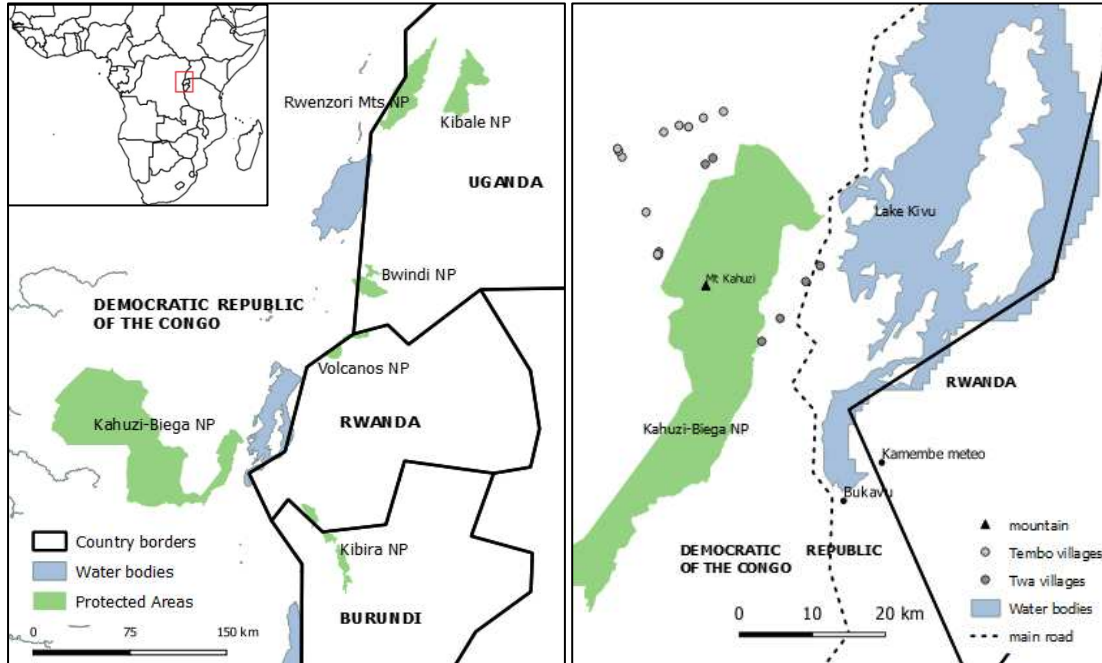 Rwenzori Mts NP
Kibale NP
UGANDA
Bwindi NP
DEMOCRATIC REPUBLIC
OF THE CONGO
Volcanos NP
RWANDA
Kahuzi-Biega NP
Kibira NP
BURUNDI
Country borders
Water bodies
Protected Areas
0 75 150 km
Lake Kivu
Mt Kahuzi
RWANDA
Kahuzi-Biega NP
Kamembe meteo
Bukavu
DEMOCRATIC REPUBLIC
OF THE CONGO
mountain
Tembo villages
Twa villages
Water bodies
main road
0 10 20 km